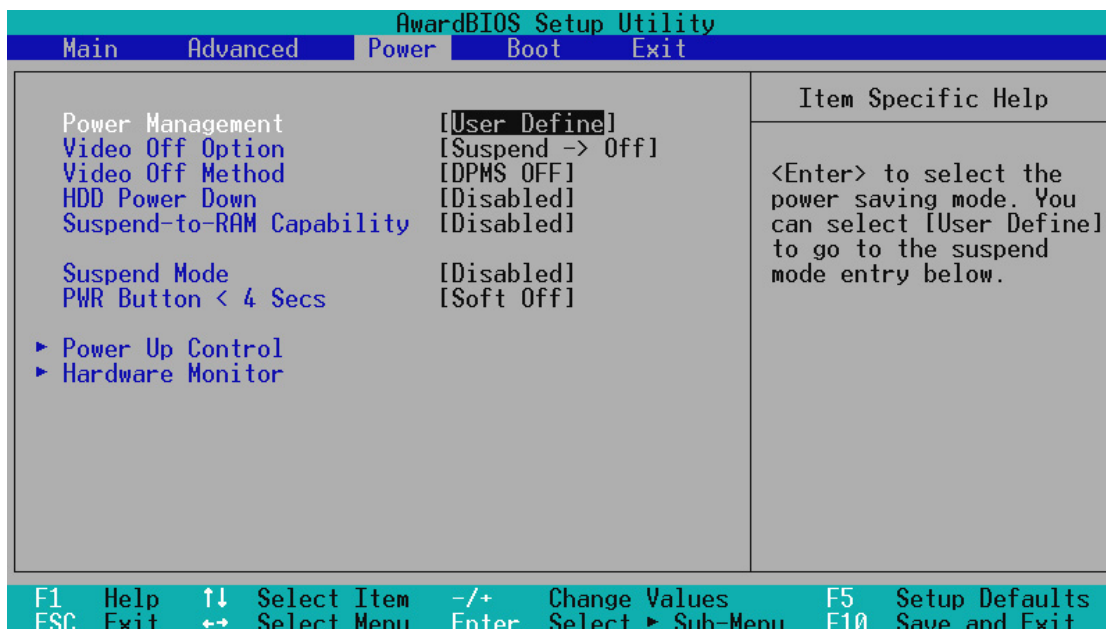 AwardBIOS Setup Utility
Main Advanced Power Boot Exit
Power Management [User Define]
Video Off Option [Suspend -> Off]
Video Off Method [DPMS OFF]
HDD Power Down [Disabled]
Suspend-to-RAM Capability [Disabled]
Suspend Mode [Disabled]
PWR Button < 4 Secs [Soft Off]
▶ Power Up Control
▶ Hardware Monitor
Item Specific Help
<Enter> to select the
power saving mode. You
can select [User Define]
to go to the suspend
mode entry below.
F1 Help ↑↓ Select Item -/+ Change Values F5 Setup Defaults
ESC Exit ←→ Select Menu Enter Select ▶ Sub-Menu F10 Save and Exit